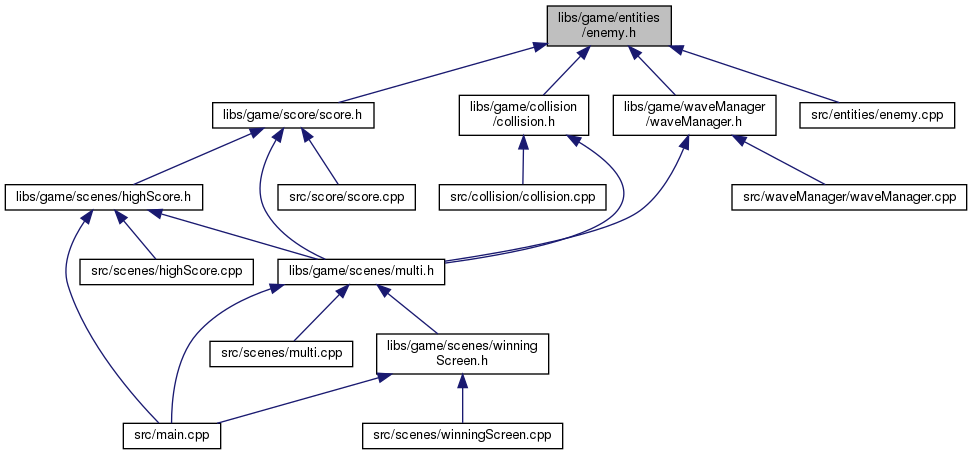 libs/game/entities
/enemy.h
libs/game/score/score.h
libs/game/collision
/collision.h
libs/game/waveManager
/waveManager.h
src/entities/enemy.cpp
libs/game/scenes/highScore.h
src/score/score.cpp
src/collision/collision.cpp
src/waveManager/waveManager.cpp
src/scenes/highScore.cpp
libs/game/scenes/multi.h
src/scenes/multi.cpp
libs/game/scenes/winning
Screen.h
src/main.cpp
src/scenes/winningScreen.cpp